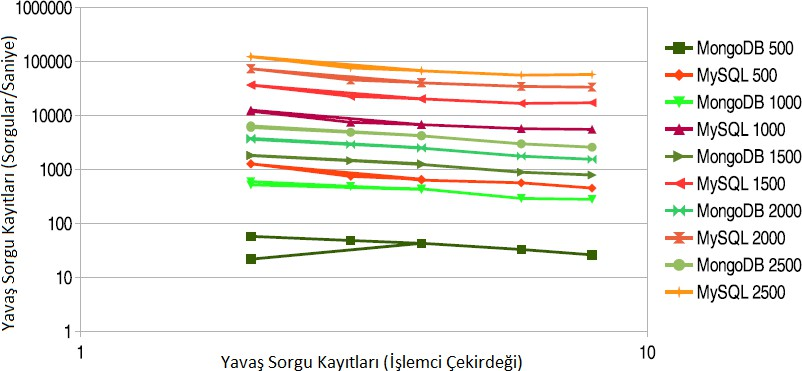 1000000
100000
10000
1000
100
10
1
1
10
Yavaş Sorgu Kayıtları (Sorgular/Saniye)
Yavaş Sorgu Kayıtları (İşlemci Çekirdeği)
MongoDB 500
MySQL 500
MongoDB 1000
MySQL 1000
MongoDB 1500
MySQL 1500
MongoDB 2000
MySQL 2000
MongoDB 2500
MySQL 2500